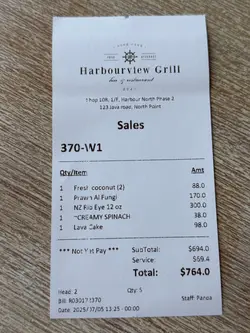 Harbourview Grill
bar & restaurant
Shop 109, 1/F, Harbour North Phase 2
123 Java road, North Point
Sales
370-W1
Qty/Item Amt
1 Fresh coconut (2) 88.0
1 Prawn Al Fungi 170.0
1 NZ Rib Eye 12 oz 300.0
1 *CREAMY SPINACH 38.0
1 Lava Cake 98.0
*** Not Yet Pay *** SubTotal: $694.0
Service: $69.4
Total: $764.0
Head: 2 Qty: 5
Staff: Panda